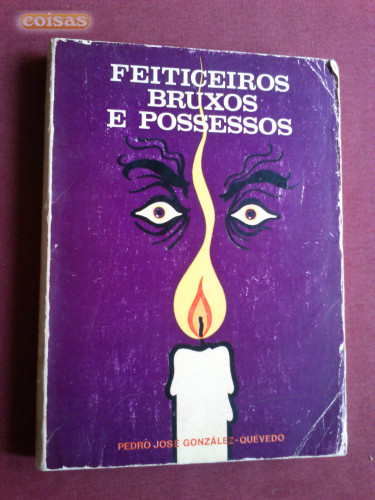 coisas
FEITICEIROS
BRUXOS
E POSSESSOS
PEDRO JOSÉ GONZÁLEZ-QUEVEDO